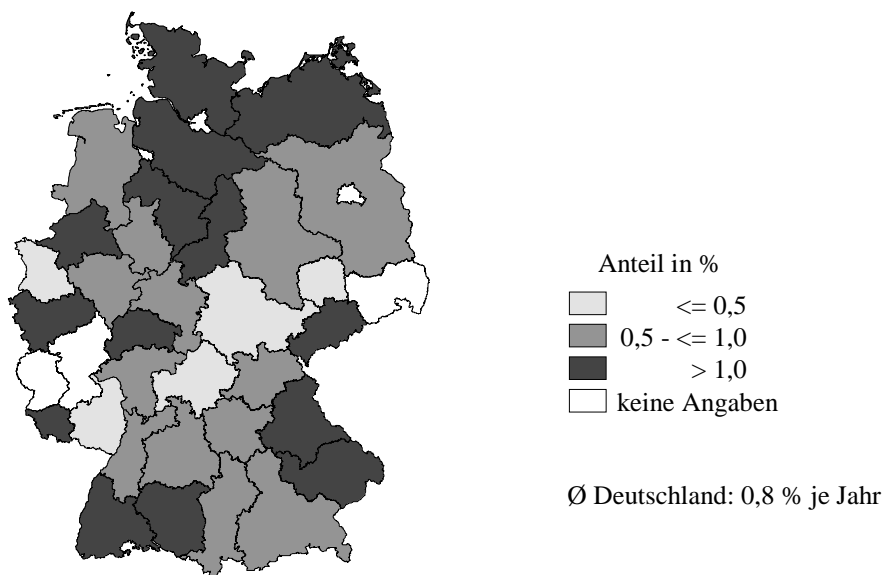 Anteil in %
<= 0,5
0,5 - <= 1,0
> 1,0
keine Angaben
Ø Deutschland: 0,8 % je Jahr